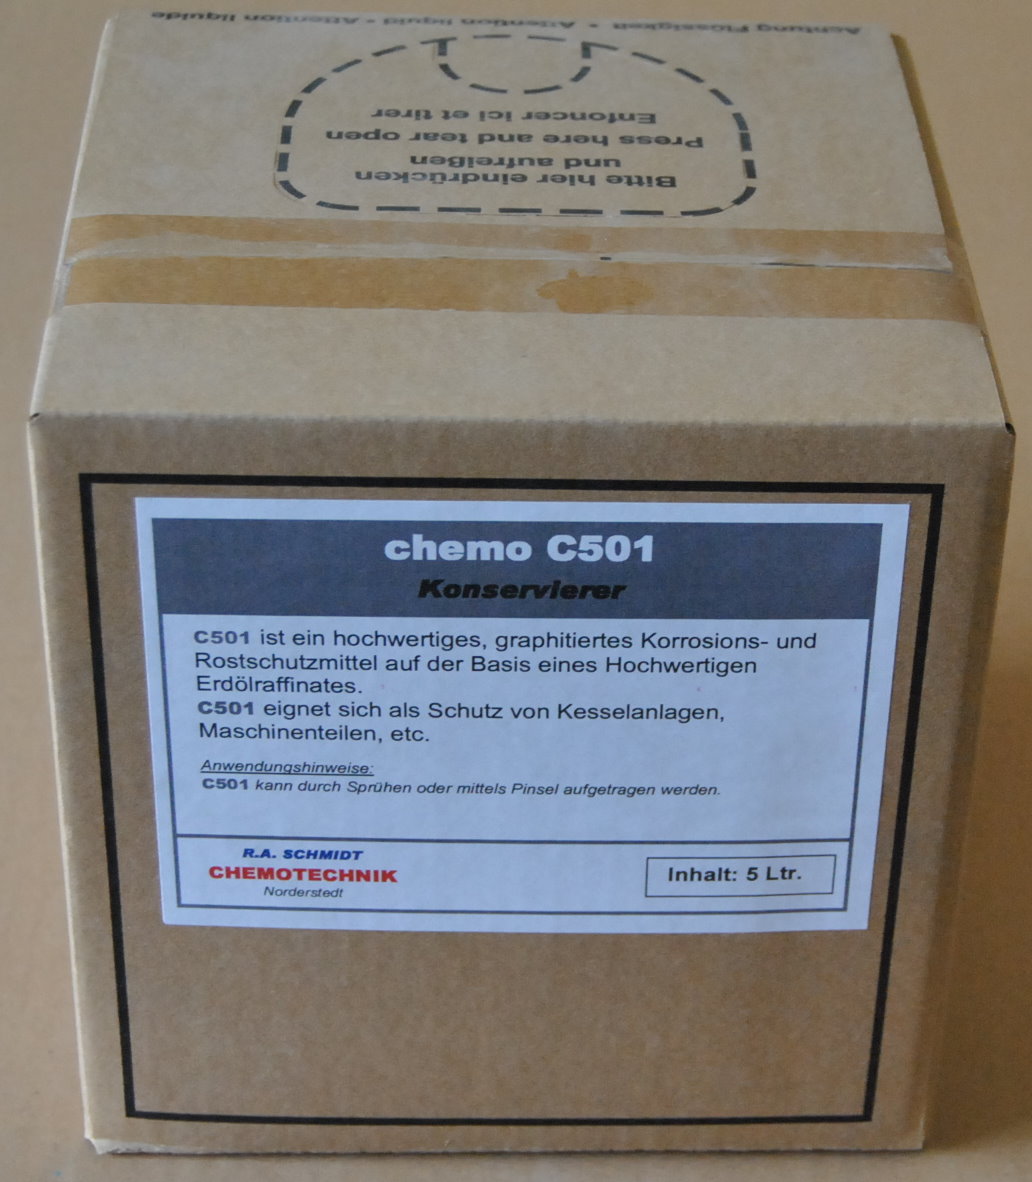 Achtung Flüssigkeit • Attention liquid • Attention liquide
Enfoncer ici et tirer
Press here and tear open
und aufreißen
Bitte hier eindrücken
chemo C501
Konservierer
C501 ist ein hochwertiges, graphitiertes Korrosions- und
Rostschutzmittel auf der Basis eines Hochwertigen
Erdölraffinates.
C501 eignet sich als Schutz von Kesselanlagen,
Maschinenteilen, etc.
Anwendungshinweise:
C501 kann durch Sprühen oder mittels Pinsel aufgetragen werden.
R.A. SCHMIDT
CHEMOTECHNIK
Norderstedt
Inhalt: 5 Ltr.